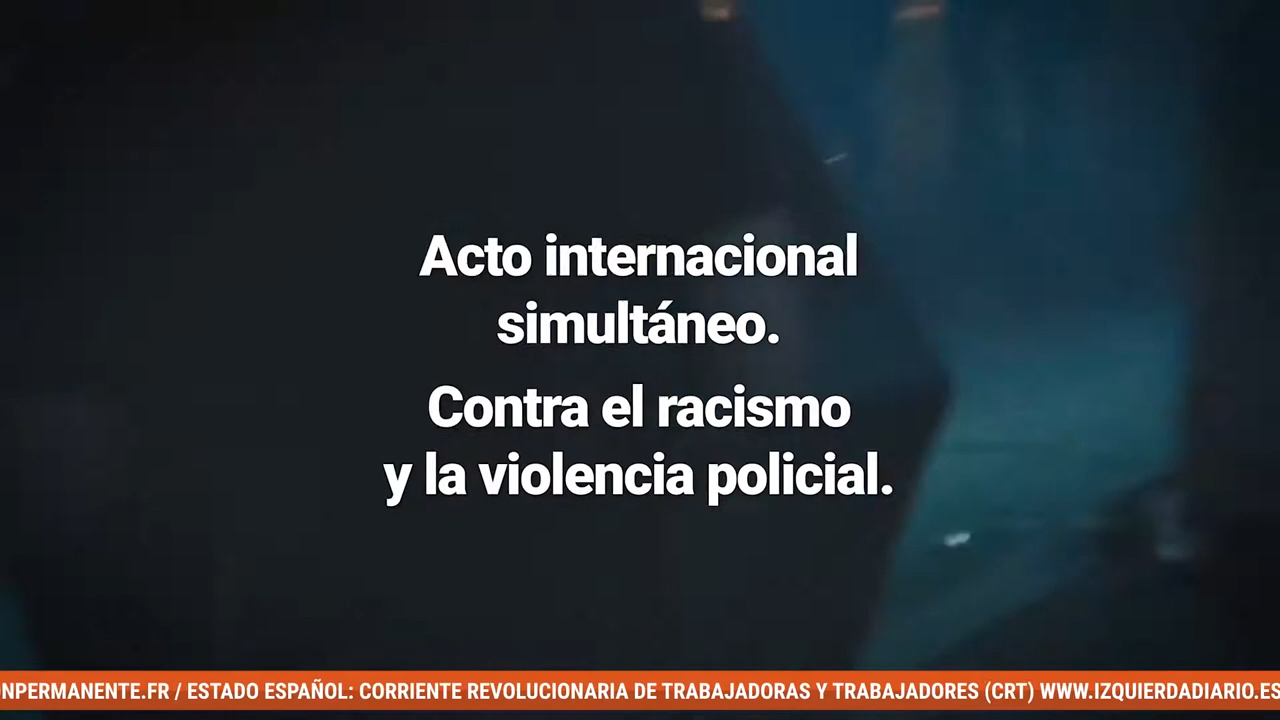 Acto internacional
simultáneo.
Contra el racismo
y la violencia policial.
NPERMANENTE.FR / ESTADO ESPAÑOL: CORRIENTE REVOLUCIONARIA DE TRABAJADORAS Y TRABAJADORES (CRT) WWW.IZQUIERDADIARIO.ES